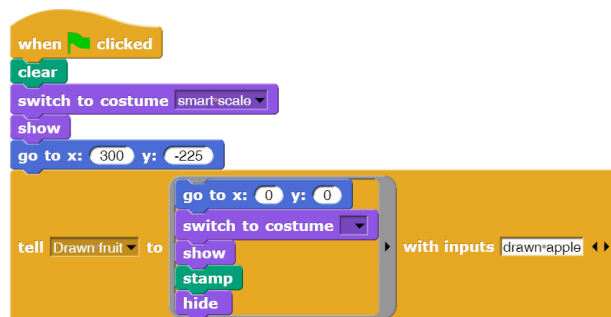 when clicked
clear
switch to costume smart scale
show
go to x: 300 y: -225
go to x: 0 y: 0
switch to costume
tell Drawn fruit to
show
with inputs drawn apple
stamp
hide